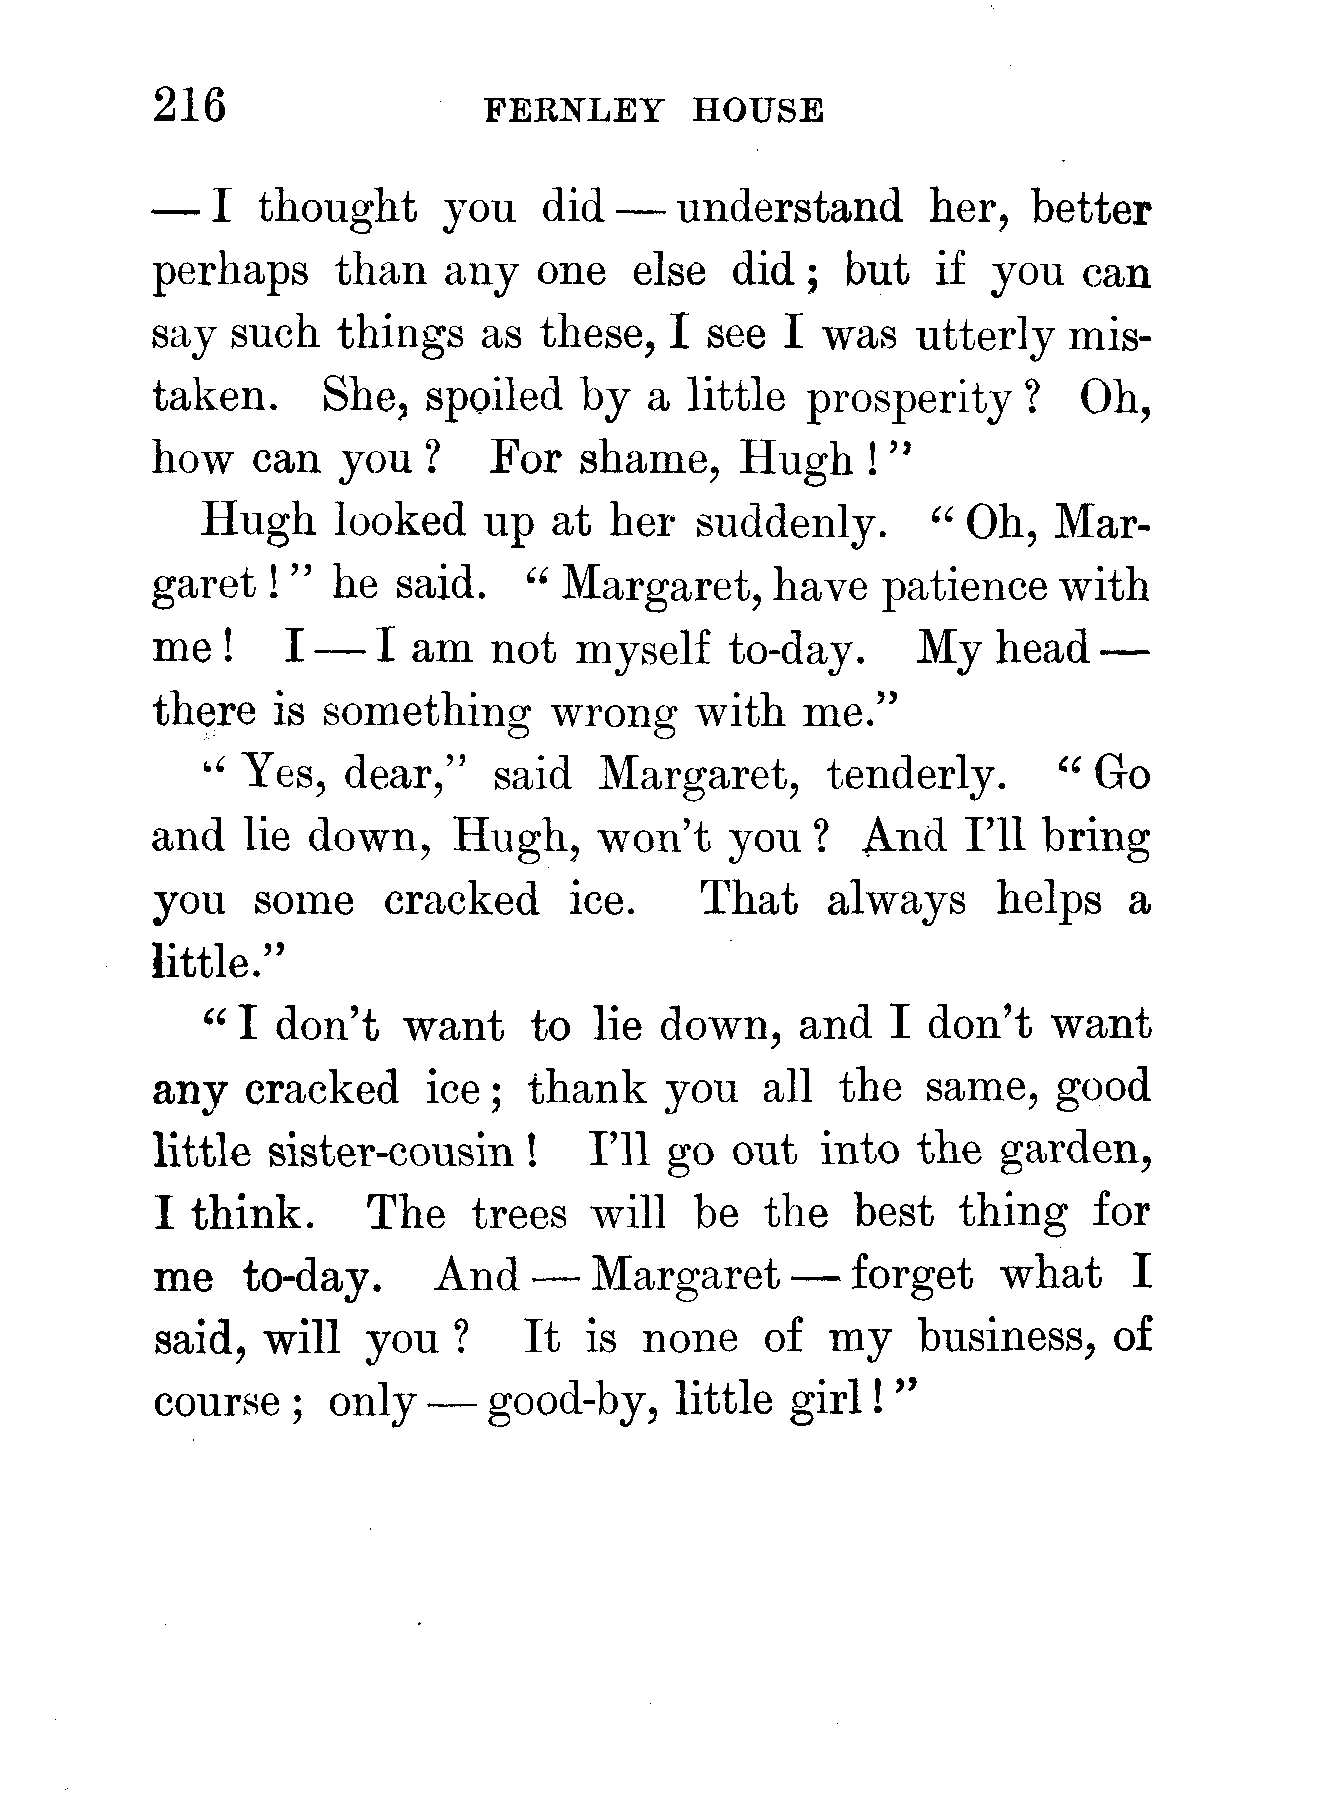 216 FERNLEY HOUSE
— I thought you did — understand her, better
perhaps than any one else did; but if you can
say such things as these, I see I was utterly mis-
taken. She, spoiled by a little prosperity? Oh,
how can you? For shame, Hugh!"
Hugh looked up at her suddenly. "Oh, Mar-
garet!" he said. "Margaret, have patience with
me! I — I am not myself to-day. My head —
there is something wrong with me."
"Yes, dear," said Margaret, tenderly. "Go
and lie down, Hugh, won't you? And I'll bring
you some cracked ice. That always helps a
little."
"I don't want to lie down, and I don't want
any cracked ice; thank you all the same, good
little sister-cousin! I'll go out into the garden,
I think. The trees will be the best thing for
me to-day. And — Margaret — forget what I
said, will you? It is none of my business, of
course; only — good-by, little girl!"